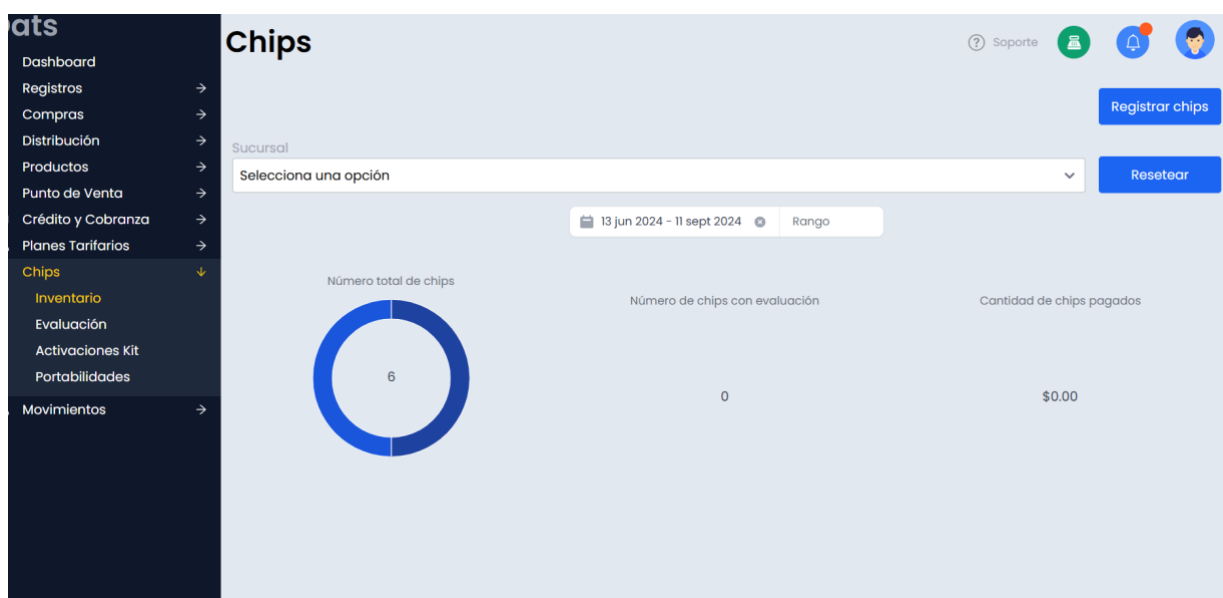 ats
Dashboard
Registros
Compras
Distribución
Productos
Punto de Venta
Crédito y Cobranza
Planes Tarifarios
Chips
Inventario
Evaluación
Activaciones Kit
Portabilidades
Movimientos
Chips
Soporte
Registrar chips
Sucursal
Selecciona una opción
Resetear
13 jun 2024 - 11 sept 2024
Rango
Número total de chips
6
Número de chips con evaluación
0
Cantidad de chips pagados
$0.00